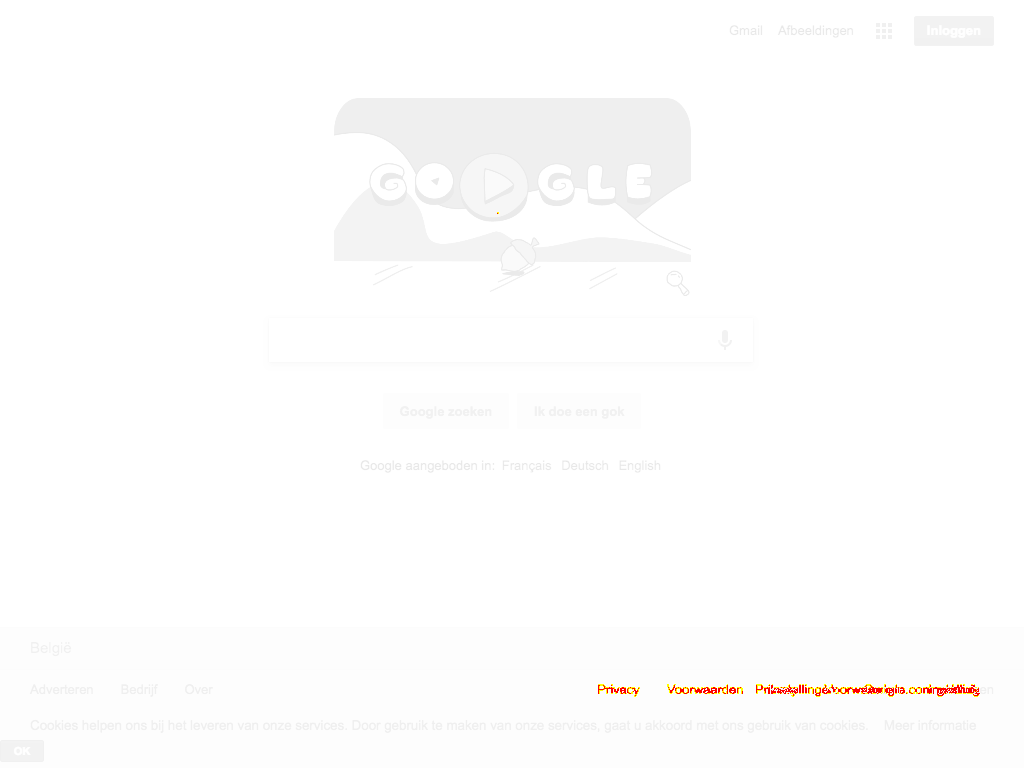 Gmail Afbeeldingen Inloggen
GOOGLE
Google zoeken Ik doe een gok
Google aangeboden in: Français Deutsch English
België
Adverteren Bedrijf Over Privacy Voorwaarden
Cookies helpen ons bij het leveren van onze services. Door gebruik te maken van onze services, gaat u akkoord met ons gebruik van cookies. Meer informatie
OK